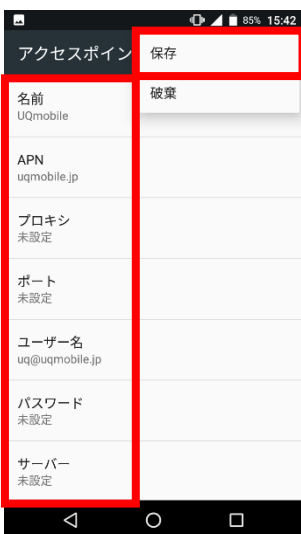 85% 15:42
アクセスポイン
保存
破棄
名前
UQmobile
APN
uqmobile.jp
プロキシ
未設定
ポート
未設定
ユーザー名
uq@uqmobile.jp
パスワード
未設定
サーバー
未設定